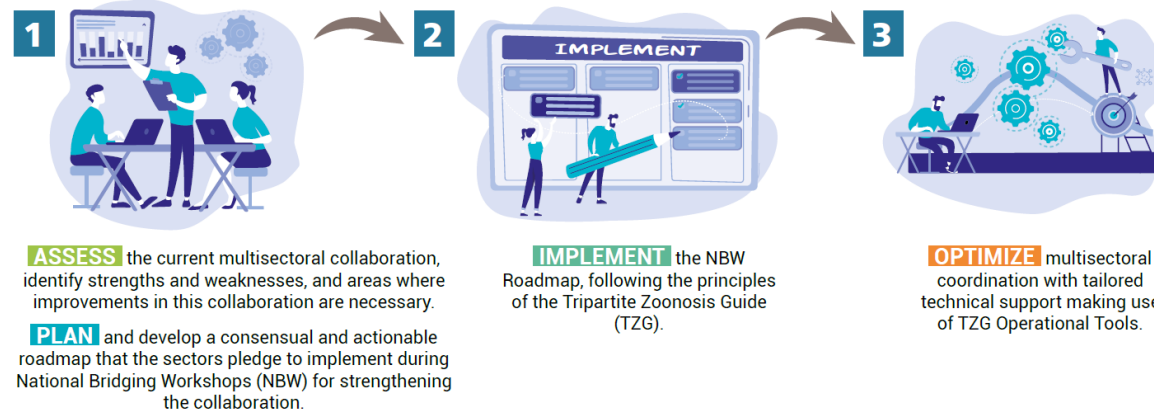 1
2
3
IMPLEMENT
ASSESS the current multisectoral collaboration,
identify strengths and weaknesses, and areas where
improvements in this collaboration are necessary.
PLAN and develop a consensual and actionable
roadmap that the sectors pledge to implement during
National Bridging Workshops (NBW) for strengthening
the collaboration.
IMPLEMENT the NBW
Roadmap, following the principles
of the Tripartite Zoonosis Guide
(TZG).
OPTIMIZE multisectoral
coordination with tailored
technical support making use
of TZG Operational Tools.